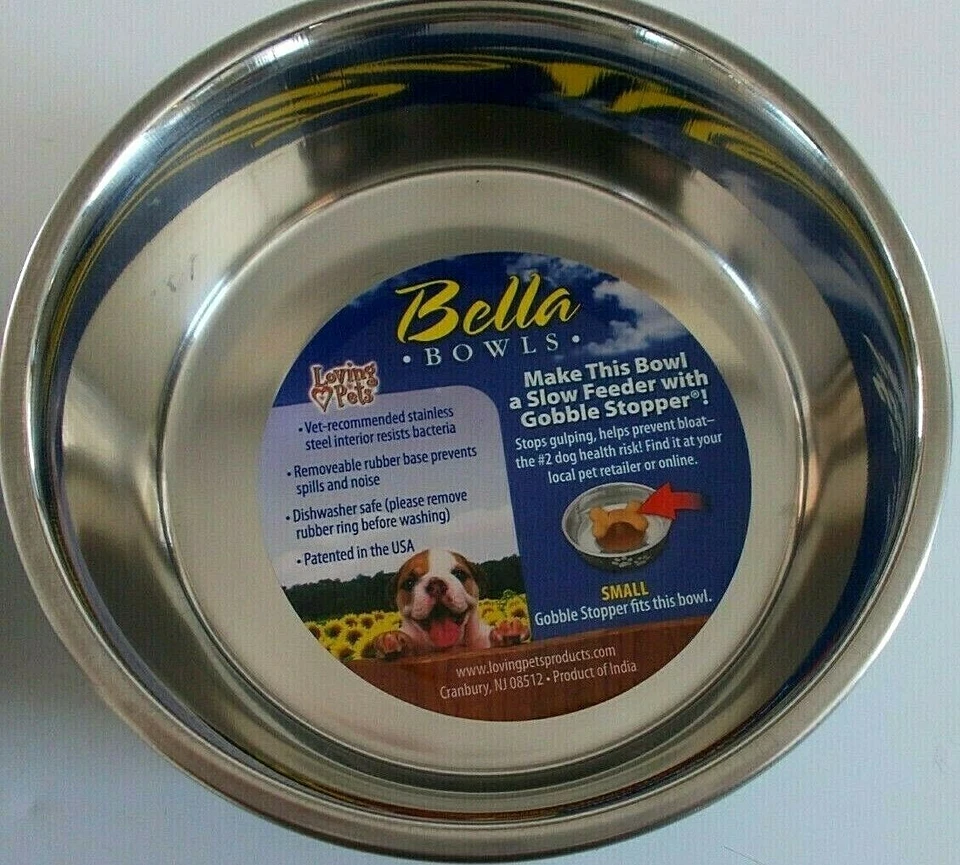 Bella
• BOWLS •
Loving
Pets
• Vet-recommended stainless
steel interior resists bacteria
• Removeable rubber base prevents
spills and noise
• Dishwasher safe (please remove
rubber ring before washing)
• Patented in the USA
Make This Bowl
a Slow Feeder with
Gobble Stopper®!
Stops gulping, helps prevent bloat–
the #2 dog health risk! Find it at your
local pet retailer or online.
SMALL
Gobble Stopper fits this bowl.
www.lovingpetsproducts.com
Cranbury, NJ 08512 • Product of India